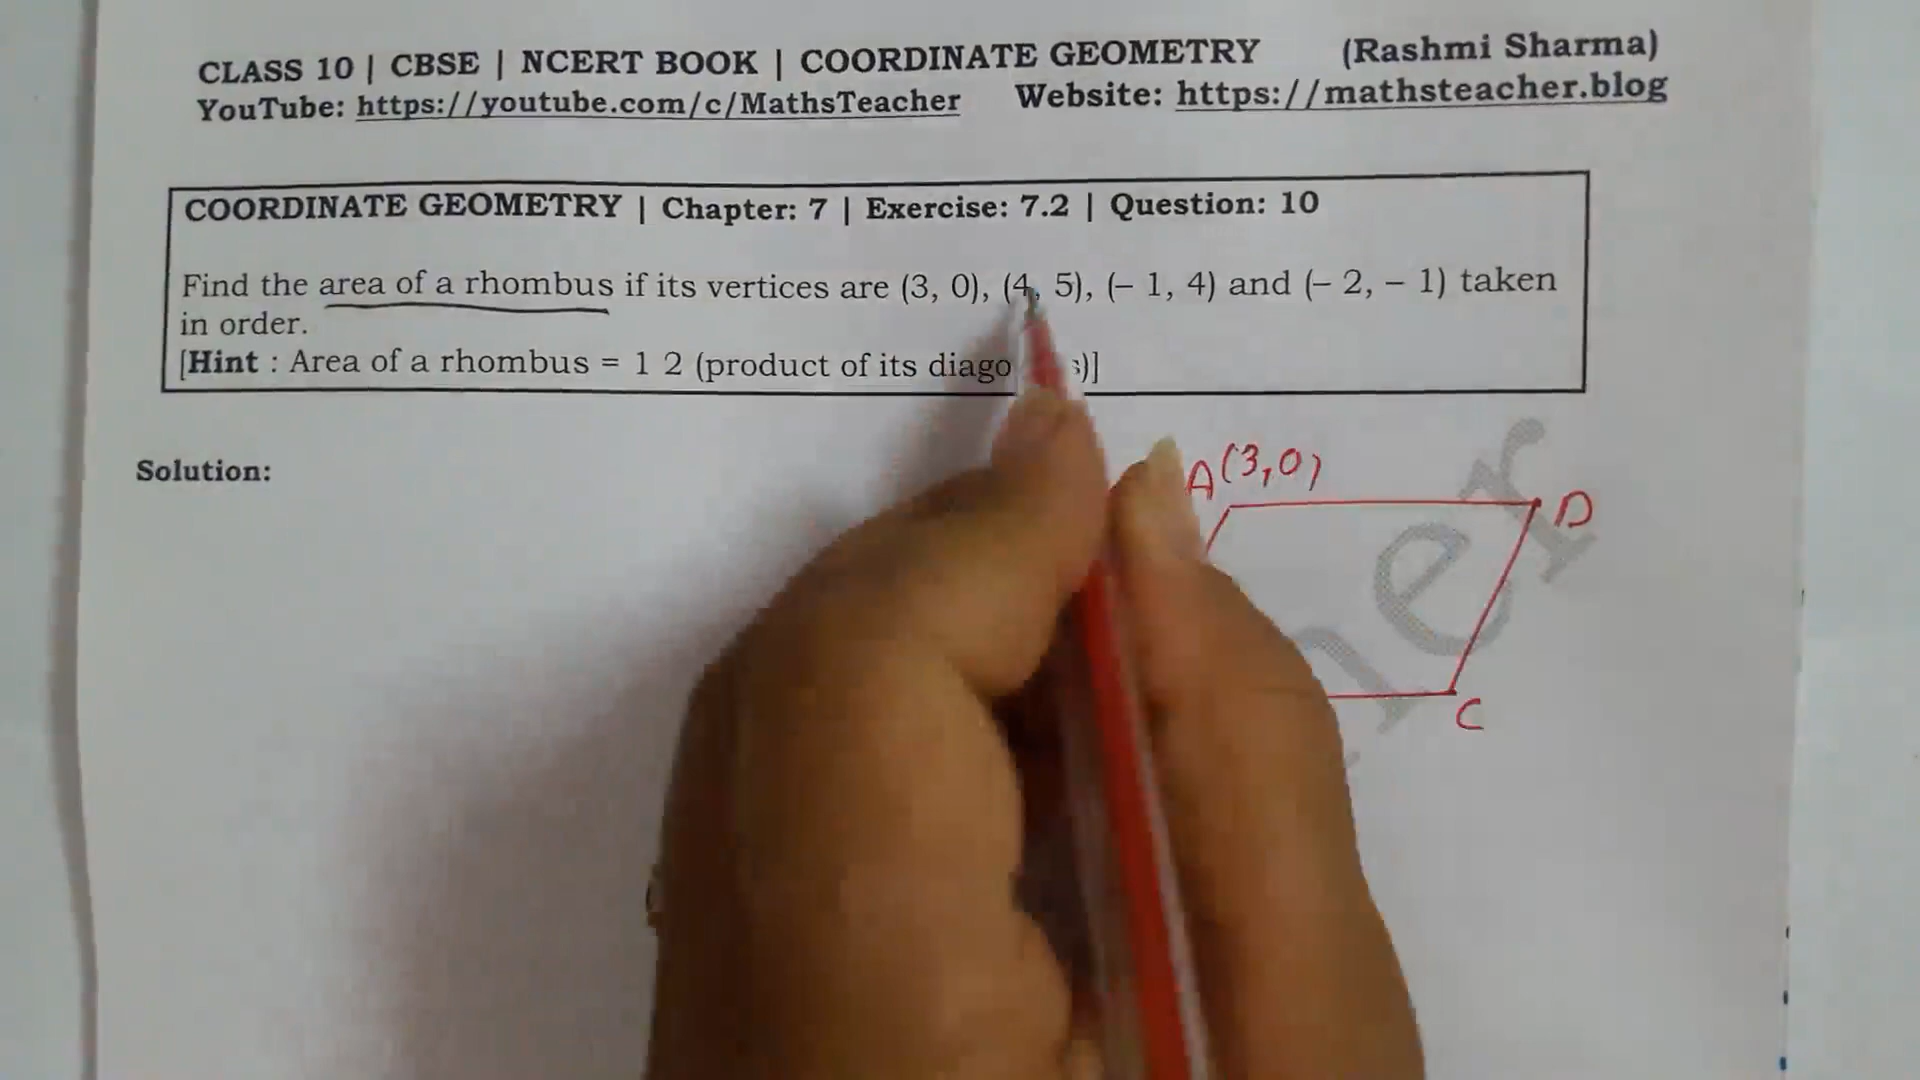 CLASS 10 | CBSE | NCERT BOOK | COORDINATE GEOMETRY (Rashmi Sharma)
YouTube: https://youtube.com/c/MathsTeacher Website: https://mathsteacher.blog
COORDINATE GEOMETRY | Chapter: 7 | Exercise: 7.2 | Question: 10
Find the area of a rhombus if its vertices are (3, 0), (4, 5), (– 1, 4) and (– 2, – 1) taken
in order.
[Hint : Area of a rhombus = 1 2 (product of its diago s)]
Solution:
A(3,0)
D
C
her